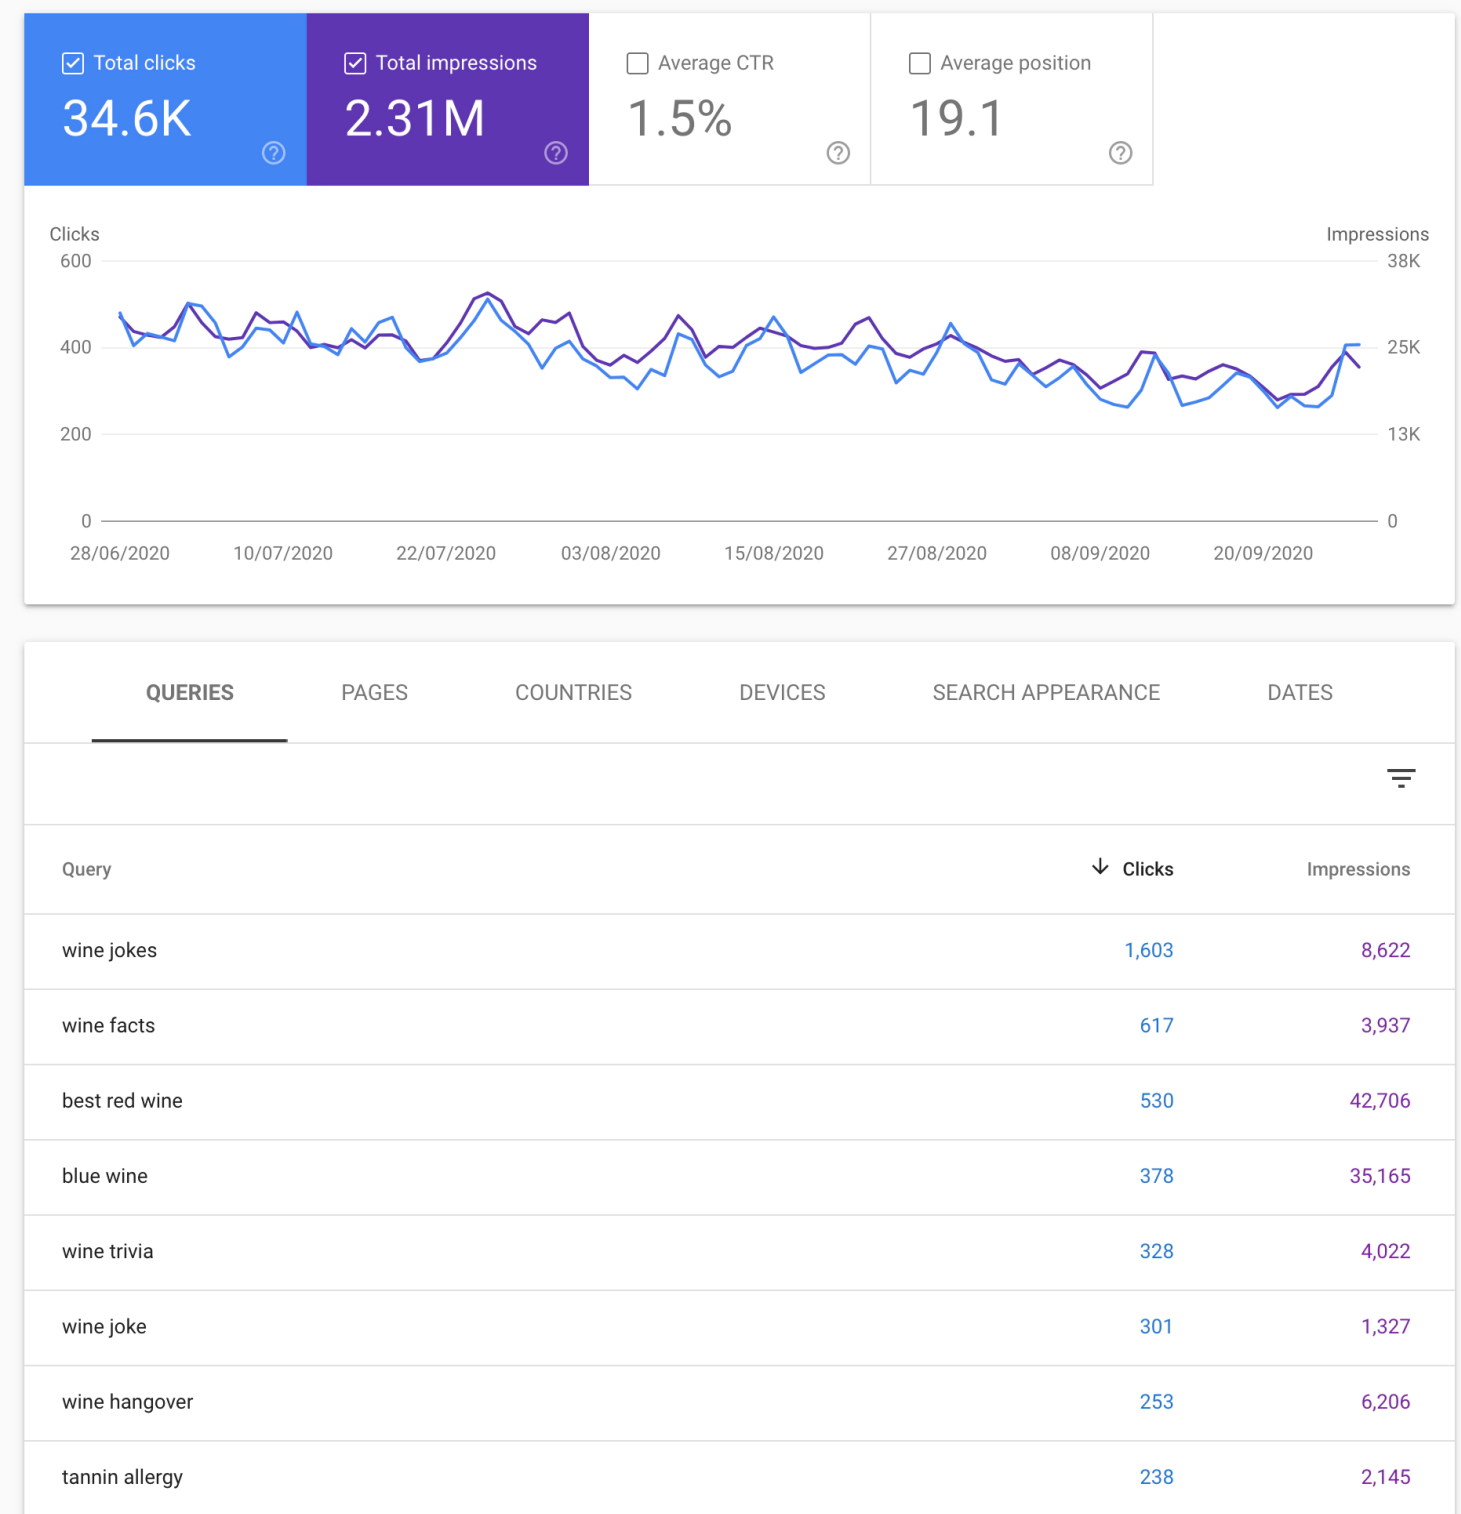 Total clicks Total impressions Average CTR Average position
34.6K 2.31M 1.5% 19.1
Clicks Impressions
600 38K
400 25K
200 13K
0 0
28/06/2020 10/07/2020 22/07/2020 03/08/2020 15/08/2020 27/08/2020 08/09/2020 20/09/2020
QUERIES PAGES COUNTRIES DEVICES SEARCH APPEARANCE DATES
Query Clicks Impressions
wine jokes 1,603 8,622
wine facts 617 3,937
best red wine 530 42,706
blue wine 378 35,165
wine trivia 328 4,022
wine joke 301 1,327
wine hangover 253 6,206
tannin allergy 238 2,145